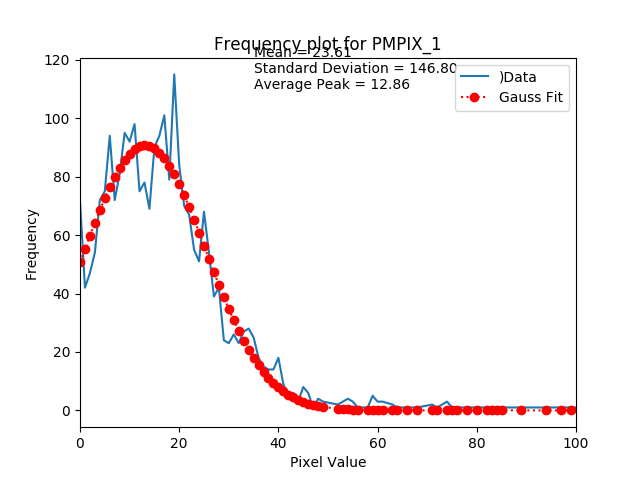 Frequency plot for PMPIX_1
Mean = 23.61
Standard Deviation = 146.80
Average Peak = 12.86
)Data
Gauss Fit
120
100
80
60
40
20
0
Frequency
0 20 40 60 80 100
Pixel Value